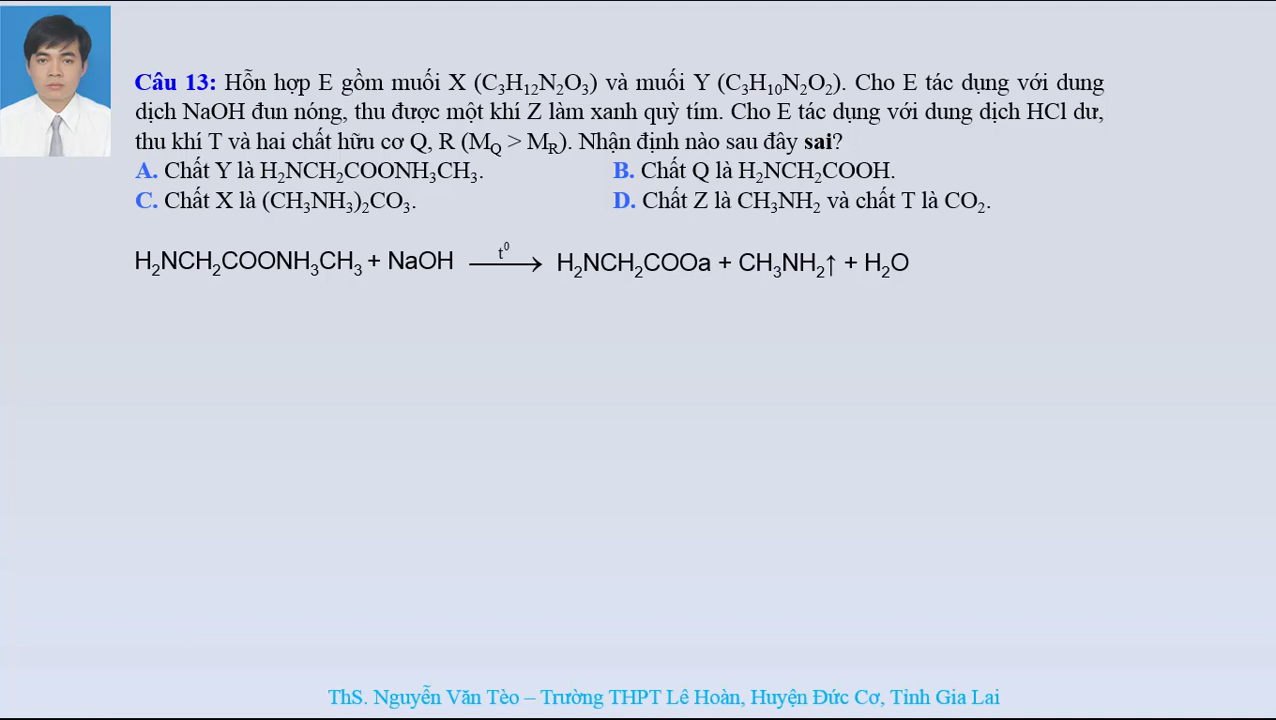 Câu 13: Hỗn hợp E gồm muối X (C₃H₁₂N₂O₃) và muối Y (C₃H₁₀N₂O₂). Cho E tác dụng với dung
dịch NaOH đun nóng, thu được một khí Z làm xanh quỳ tím. Cho E tác dụng với dung dịch HCl dư,
thu khí T và hai chất hữu cơ Q, R (M_Q > M_R). Nhận định nào sau đây sai?
A. Chất Y là H₂NCH₂COONH₃CH₃. B. Chất Q là H₂NCH₂COOH.
C. Chất X là (CH₃NH₃)₂CO₃. D. Chất Z là CH₃NH₂ và chất T là CO₂.
H₂NCH₂COONH₃CH₃ + NaOH t⁰ → H₂NCH₂COOa + CH₃NH₂↑ + H₂O
ThS. Nguyễn Văn Tèo – Trường THPT Lê Hoàn, Huyện Đức Cơ, Tỉnh Gia Lai